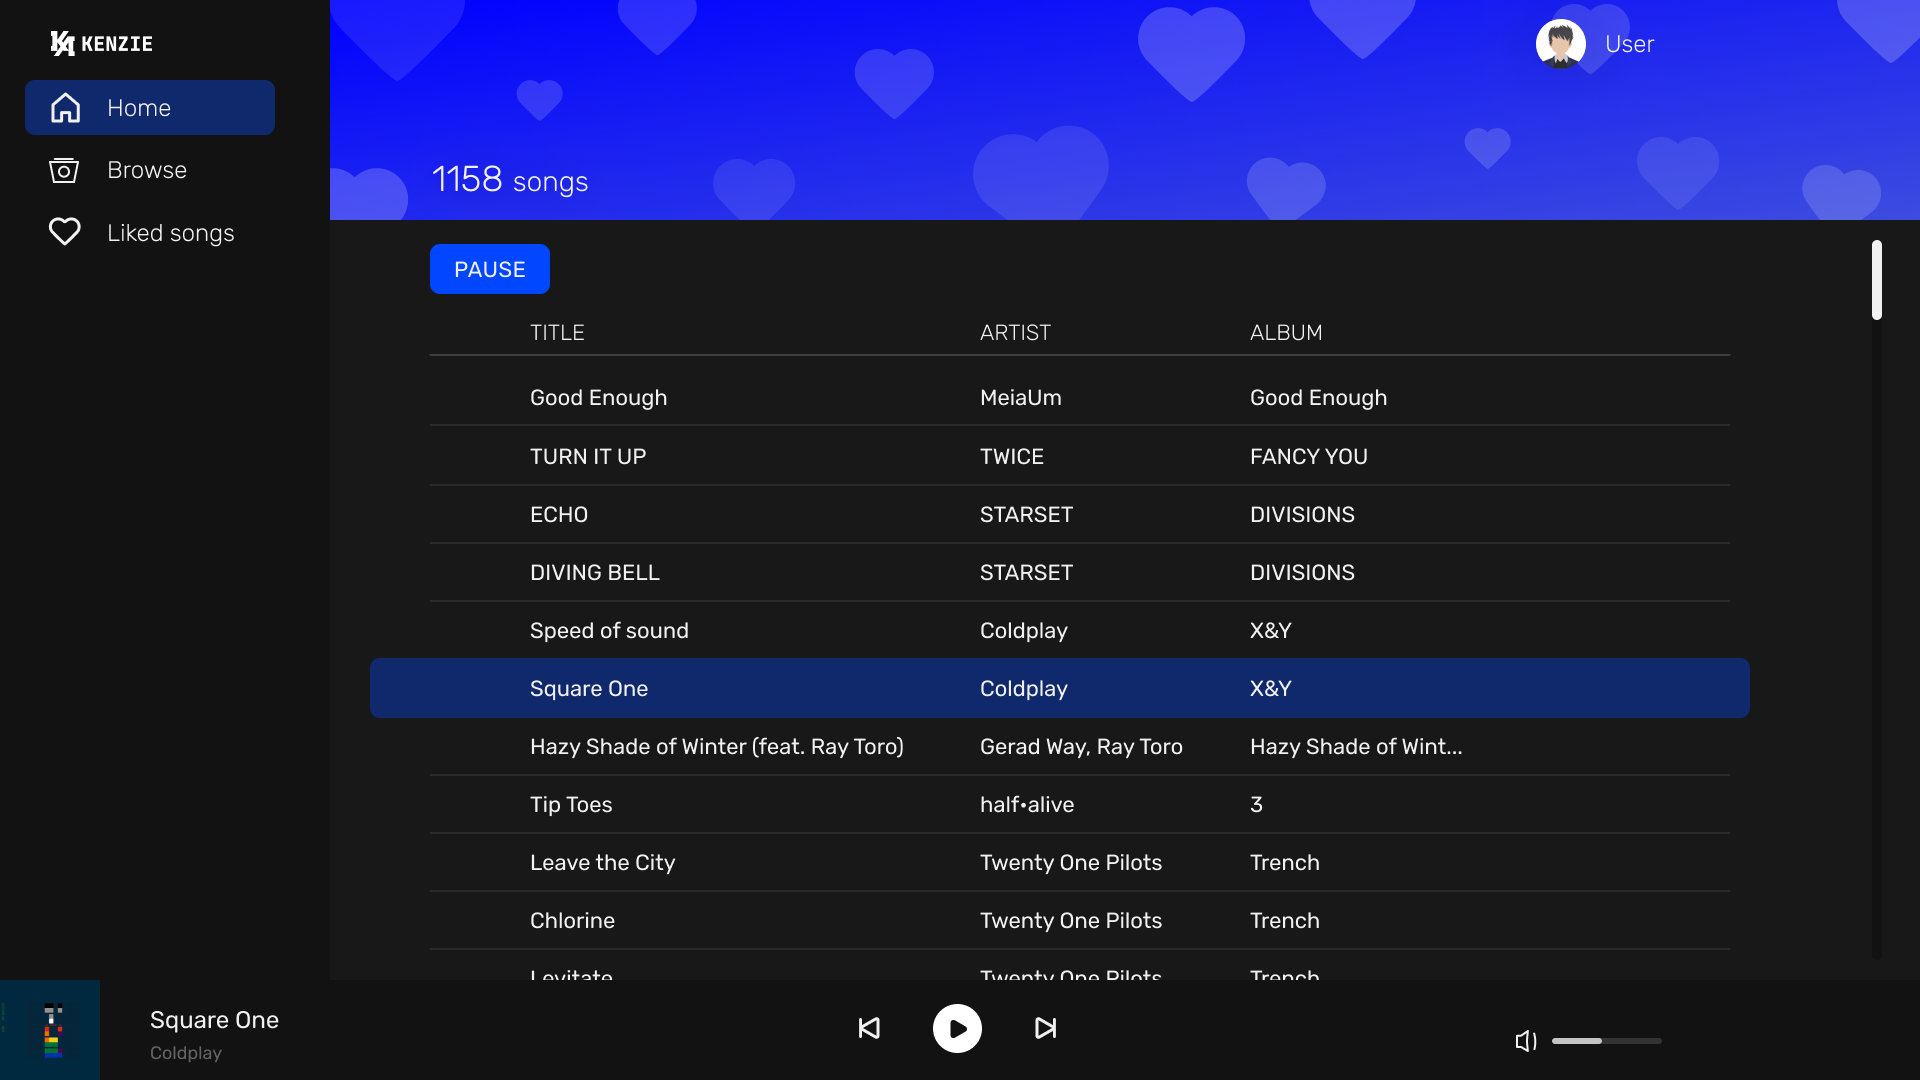 KENZIE
User
Home
Browse
Liked songs
1158 songs
PAUSE
TITLE ARTIST ALBUM
Good Enough MeiaUm Good Enough
TURN IT UP TWICE FANCY YOU
ECHO STARSET DIVISIONS
DIVING BELL STARSET DIVISIONS
Speed of sound Coldplay X&Y
Square One Coldplay X&Y
Hazy Shade of Winter (feat. Ray Toro) Gerad Way, Ray Toro Hazy Shade of Wint...
Tip Toes half•alive 3
Leave the City Twenty One Pilots Trench
Chlorine Twenty One Pilots Trench
Levitate Twenty One Pilots Trench
Square One
Coldplay